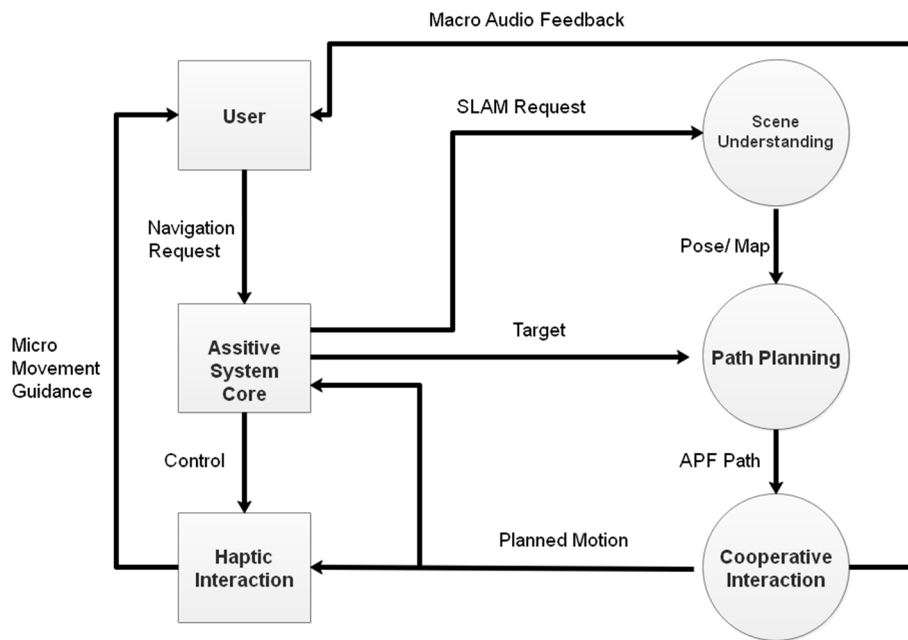 Macro Audio Feedback
User
SLAM Request
Scene
Understanding
Navigation
Request
Pose/ Map
Micro
Movement
Guidance
Assitive
System
Core
Target
Path Planning
Control
APF Path
Haptic
Interaction
Planned Motion
Cooperative
Interaction